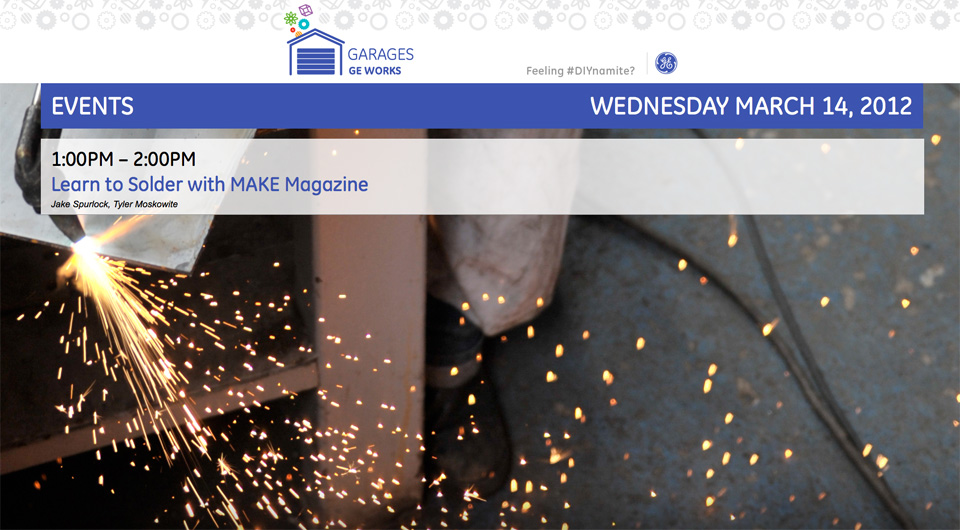 GARAGES
GE WORKS
Feeling #DIYnamite?
GE
EVENTS
WEDNESDAY MARCH 14, 2012
1:00PM – 2:00PM
Learn to Solder with MAKE Magazine
Jake Spurlock, Tyler Moskowite